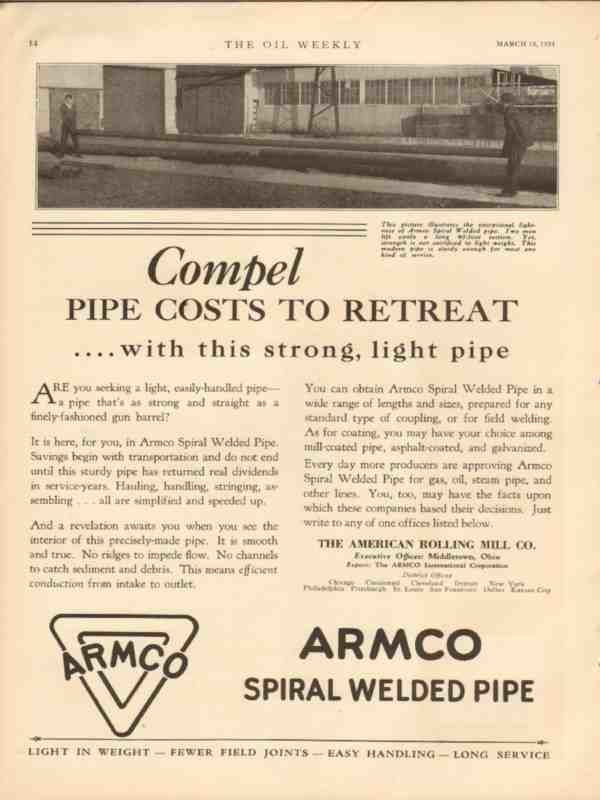 14
THE OIL WEEKLY
MARCH 13, 1931
This picture illustrates the exceptional light-
ness of Armco Spiral Welded pipe. Two men
lift easily a long section. Yet,
strength is not sacrificed to light weight. This
modern pipe is sturdy enough for most any
kind of service.
Compel
PIPE COSTS TO RETREAT
....with this strong, light pipe
ARE you seeking a light, easily-handled pipe—
a pipe that's as strong and straight as a
finely-fashioned gun barrel?
It is here, for you, in Armco Spiral Welded Pipe.
Savings begin with transportation and do not end
until this sturdy pipe has returned real dividends
in service-years. Hauling, handling, stringing, as-
sembling . . . all are simplified and speeded up.
And a revelation awaits you when you see the
interior of this precisely-made pipe. It is smooth
and true. No ridges to impede flow. No channels
to catch sediment and debris. This means efficient
conduction from intake to outlet.
You can obtain Armco Spiral Welded Pipe in a
wide range of lengths and sizes, prepared for any
standard type of coupling, or for field welding.
As for coating, you may have your choice among
mill-coated pipe, asphalt-coated, and galvanized.
Every day more producers are approving Armco
Spiral Welded Pipe for gas, oil, steam pipe, and
other lines. You, too, may have the facts upon
which these companies based their decisions. Just
write to any of one offices listed below.
THE AMERICAN ROLLING MILL CO.
Executive Offices: Middletown, Ohio
Export: The ARMCO International Corporation
District Offices
Chicago Cincinnati Cleveland Detroit New York
Philadelphia Pittsburgh St. Louis San Francisco Dallas Kansas City
ARMCO
ARMCO
SPIRAL WELDED PIPE
LIGHT IN WEIGHT — FEWER FIELD JOINTS — EASY HANDLING — LONG SERVICE